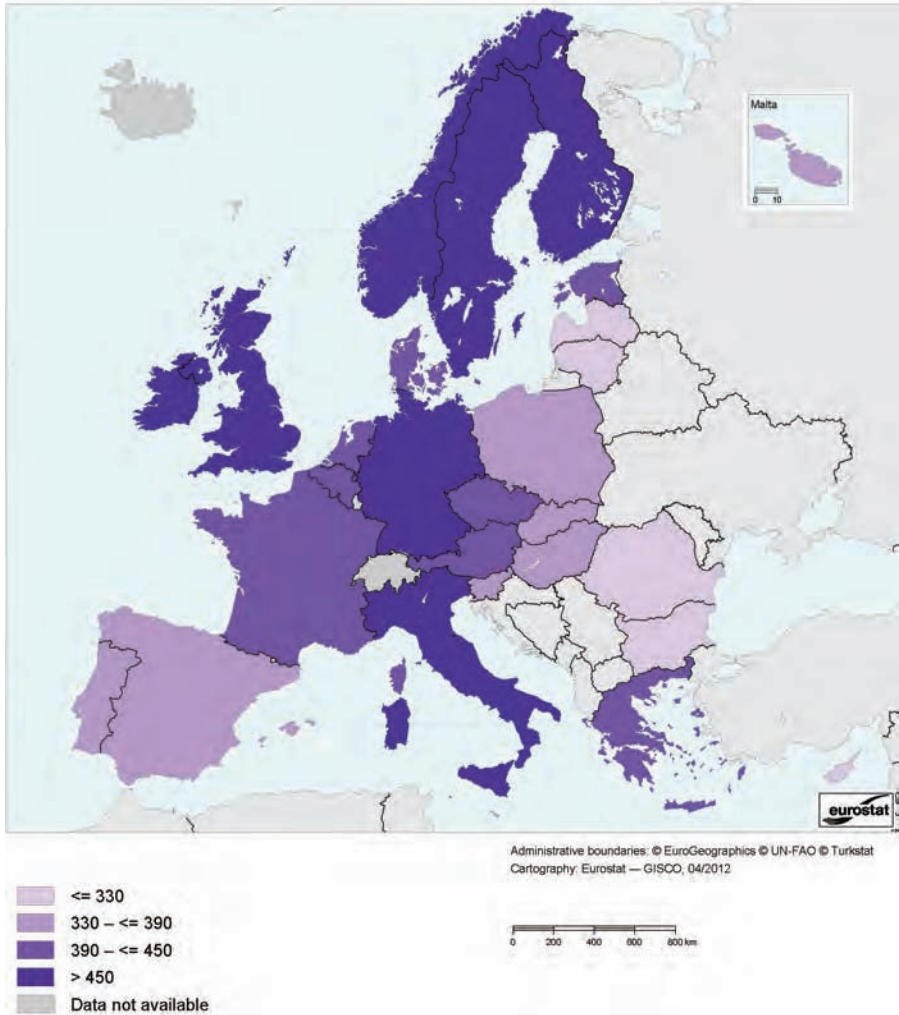 Malta
0 10
eurostat
Administrative boundaries: © EuroGeographics © UN-FAO © Turkstat
Cartography: Eurostat — GISCO, 04/2012
<= 330
330 – <= 390
390 – <= 450
> 450
Data not available
0 200 400 600 800 km